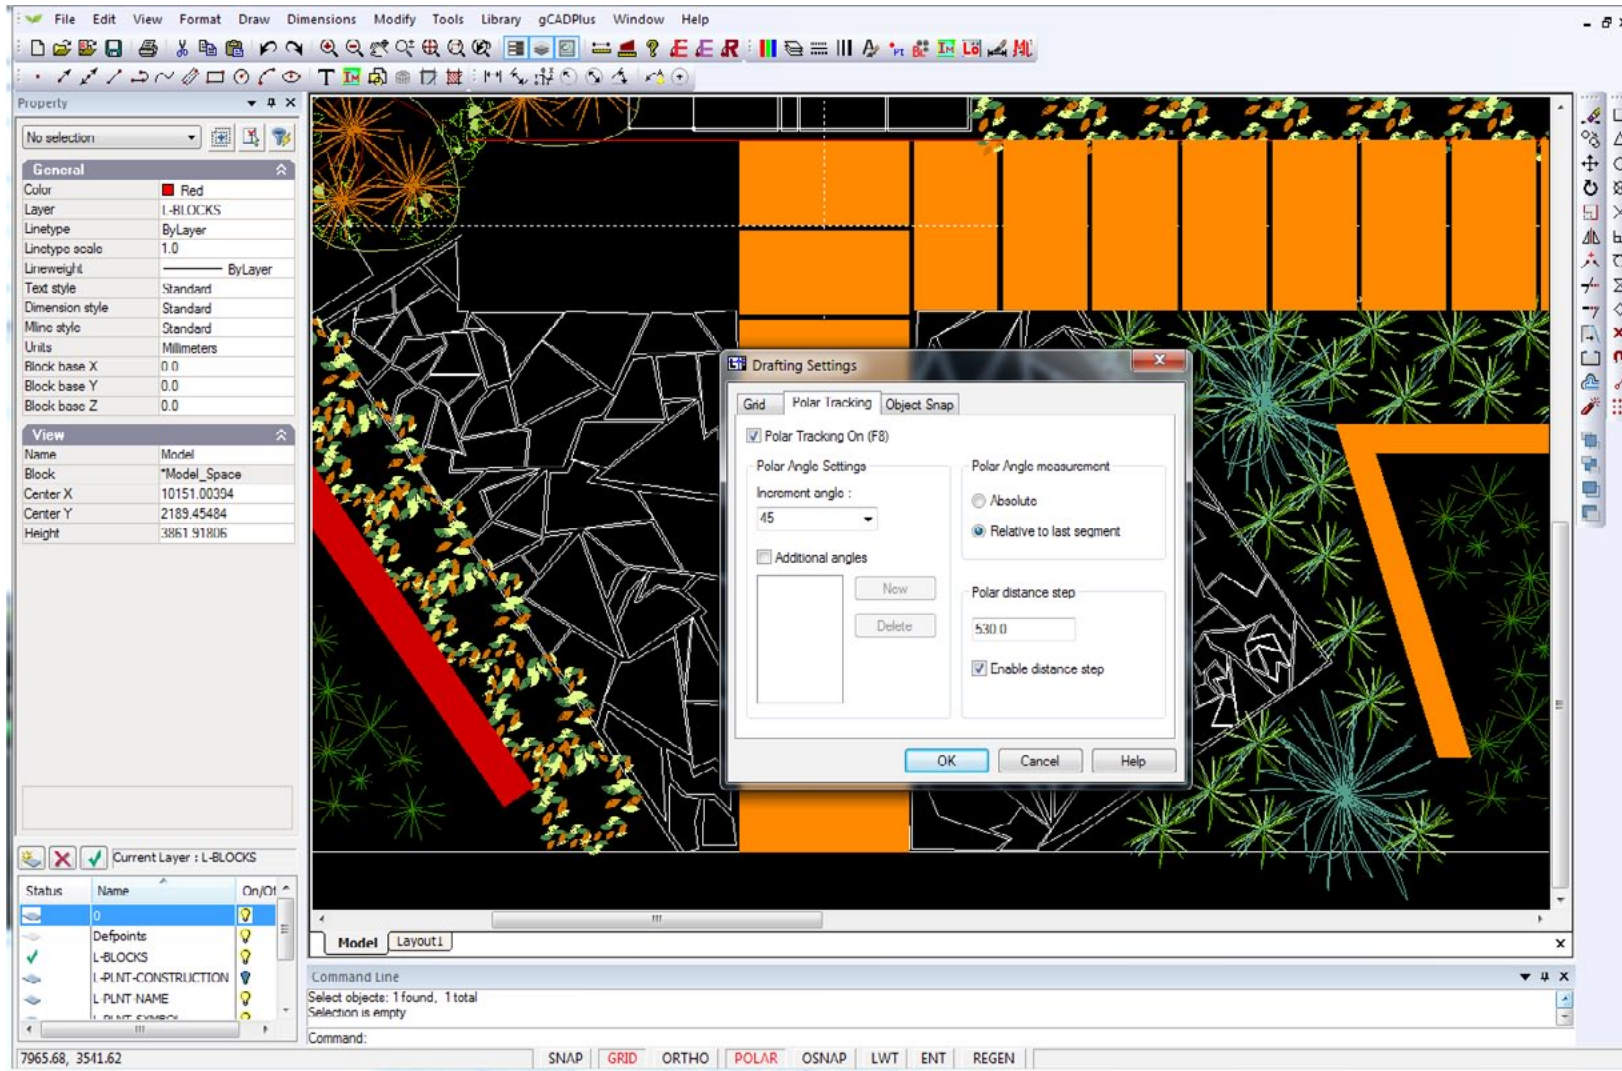 File Edit View Format Draw Dimensions Modify Tools Library gCADPlus Window Help
Property
No selection
General
Color Red
Layer L-BLOCKS
Linetype ByLayer
Linetype scale 1.0
Lineweight ByLayer
Text style Standard
Dimension style Standard
Mline style Standard
Units Millimeters
Block base X 0.0
Block base Y 0.0
Block base Z 0.0
View
Name Model
Block *Model_Space
Center X 10151.00394
Center Y 2189.45484
Height 3861.91806
Drafting Settings
Grid Polar Tracking Object Snap
Polar Tracking On (F8)
Polar Angle Settings
Increment angle :
45
Additional angles
New
Delete
Polar Angle measurement
Absolute
Relative to last segment
Polar distance step
530.0
Enable distance step
OK Cancel Help
Current Layer : L-BLOCKS
Status Name On/Of
0
Defpoints
L-BLOCKS
L-PLNT-CONSTRUCTION
L-PLNT-NAME
L-PLNT-SYMBOL
Model Layout1
Command Line
Select objects: 1 found, 1 total
Selection is empty
Command:
7965.68, 3541.62 SNAP GRID ORTHO POLAR OSNAP LWT ENT REGEN